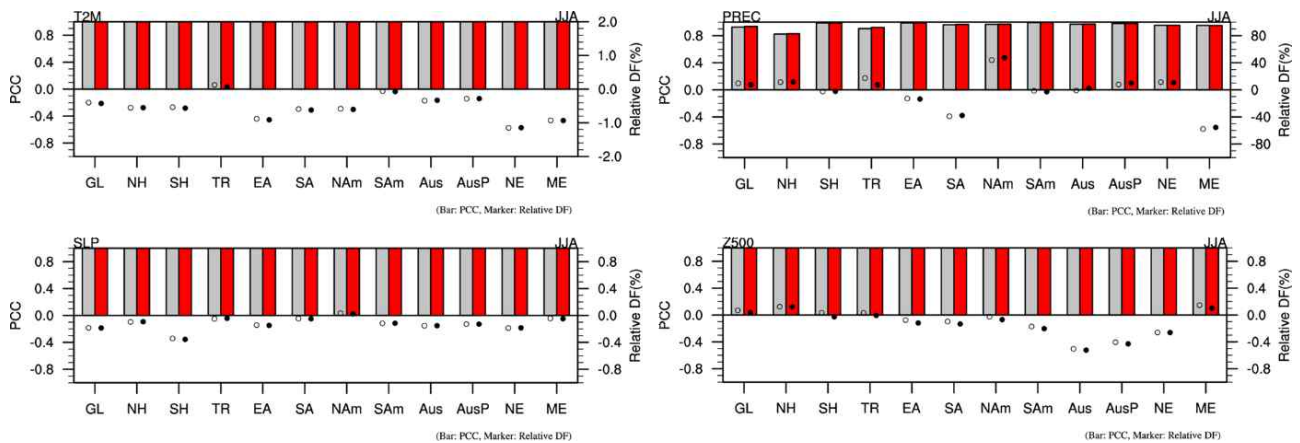 T2M JJA
PCC
0.8
0.4
0.0
-0.4
-0.8
2.0
1.0
0.0
-1.0
-2.0
Relative DF(%)
GL NH SH TR EA SA NAm SAm Aus AusP NE ME
(Bar: PCC, Marker: Relative DF)
PREC JJA
PCC
0.8
0.4
0.0
-0.4
-0.8
80
40
0
-40
-80
Relative DF(%)
GL NH SH TR EA SA NAm SAm Aus AusP NE ME
(Bar: PCC, Marker: Relative DF)
SLP JJA
PCC
0.8
0.4
0.0
-0.4
-0.8
0.8
0.4
0.0
-0.4
-0.8
Relative DF(%)
GL NH SH TR EA SA NAm SAm Aus AusP NE ME
(Bar: PCC, Marker: Relative DF)
Z500 JJA
PCC
0.8
0.4
0.0
-0.4
-0.8
0.8
0.4
0.0
-0.4
-0.8
Relative DF(%)
GL NH SH TR EA SA NAm SAm Aus AusP NE ME
(Bar: PCC, Marker: Relative DF)